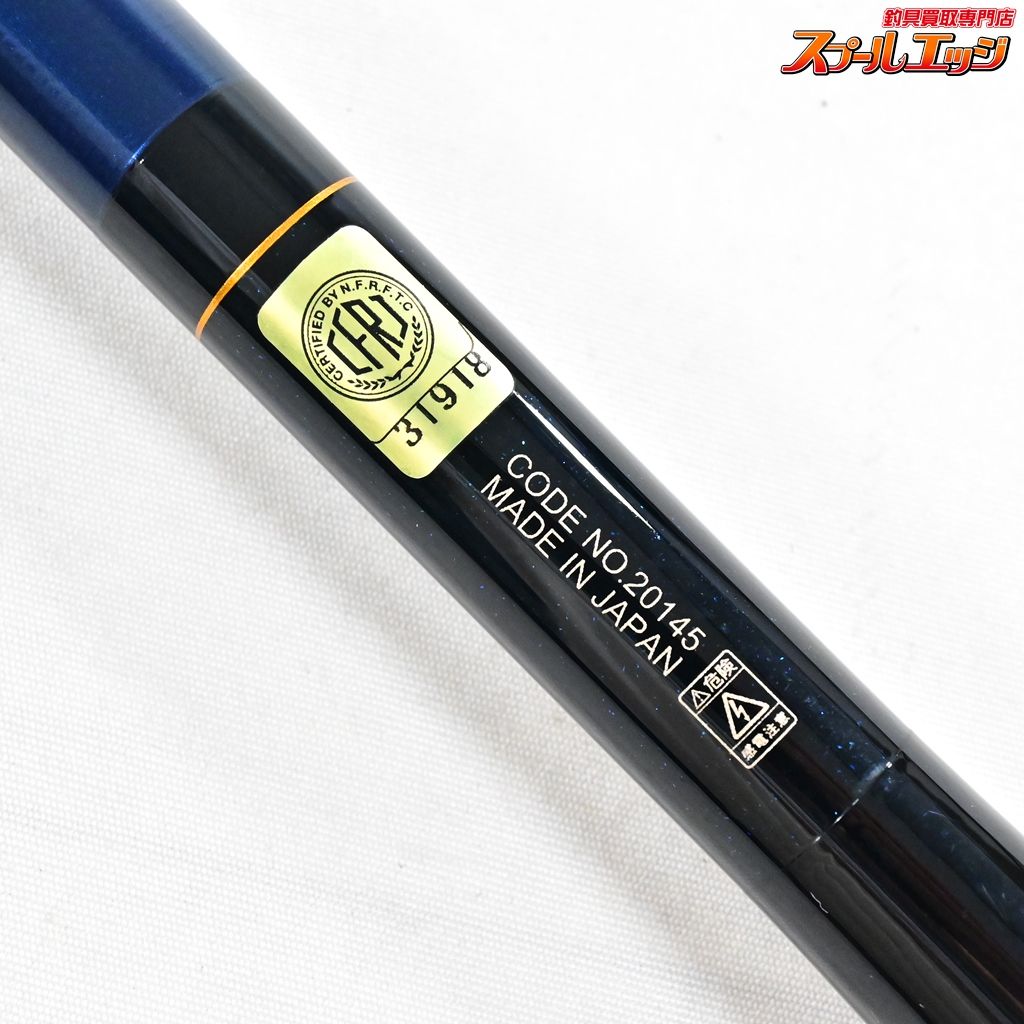 釣具買取専門店
スプールエッジ
CERTIFIED BY N.F.R.F.T.C
CFRJ
31918
CODE NO.20145
MADE IN JAPAN
危険
感電注意